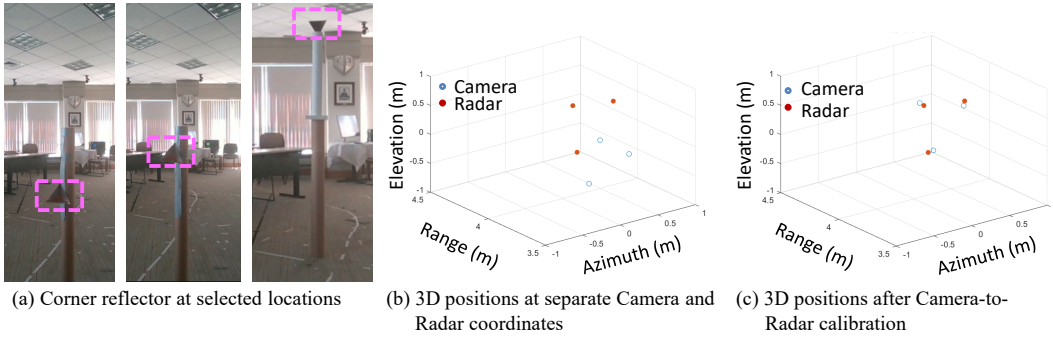 Camera
Radar
Elevation (m)
1
0.5
0
-0.5
-1
4.5
4
3.5
Range (m)
-1
-0.5
0
0.5
1
Azimuth (m)
Camera
Radar
Elevation (m)
1
0.5
0
-0.5
-1
4.5
4
3.5
Range (m)
-1
-0.5
0
0.5
1
Azimuth (m)
(a) Corner reflector at selected locations
(b) 3D positions at separate Camera and
Radar coordinates
(c) 3D positions after Camera-to-
Radar calibration